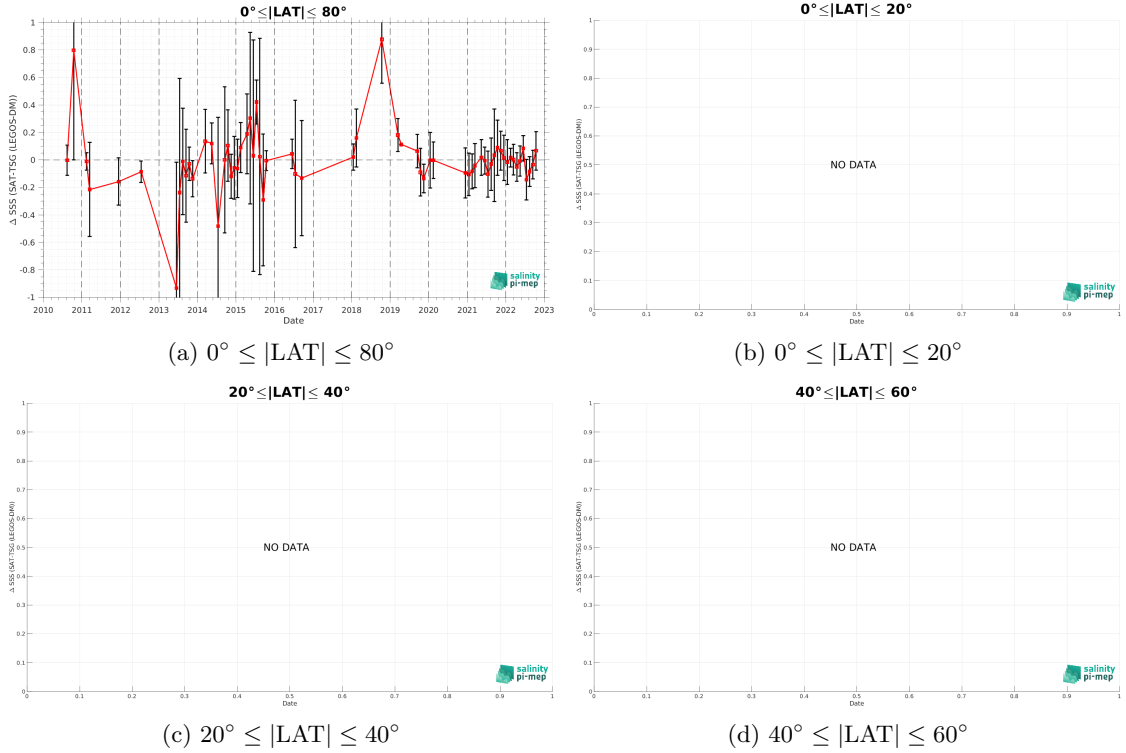 0°≤|LAT|≤ 80°
1
0.8
0.6
0.4
0.2
0
-0.2
-0.4
-0.6
-0.8
-1
Δ SSS (SAT-TSG (LEGOS-DM))
2010 2011 2012 2013 2014 2015 2016 2017 2018 2019 2020 2021 2022 2023
Date
salinity
pi-mep
(a) 0° ≤ |LAT| ≤ 80°
0°≤|LAT|≤ 20°
1
0.9
0.8
0.7
0.6
0.5
0.4
0.3
0.2
0.1
0
Δ SSS (SAT-TSG (LEGOS-DM))
NO DATA
0 0.1 0.2 0.3 0.4 0.5 0.6 0.7 0.8 0.9 1
Date
salinity
pi-mep
(b) 0° ≤ |LAT| ≤ 20°
20°≤|LAT|≤ 40°
1
0.9
0.8
0.7
0.6
0.5
0.4
0.3
0.2
0.1
0
Δ SSS (SAT-TSG (LEGOS-DM))
NO DATA
0 0.1 0.2 0.3 0.4 0.5 0.6 0.7 0.8 0.9 1
Date
salinity
pi-mep
(c) 20° ≤ |LAT| ≤ 40°
40°≤|LAT|≤ 60°
1
0.9
0.8
0.7
0.6
0.5
0.4
0.3
0.2
0.1
0
Δ SSS (SAT-TSG (LEGOS-DM))
NO DATA
0 0.1 0.2 0.3 0.4 0.5 0.6 0.7 0.8 0.9 1
Date
salinity
pi-mep
(d) 40° ≤ |LAT| ≤ 60°